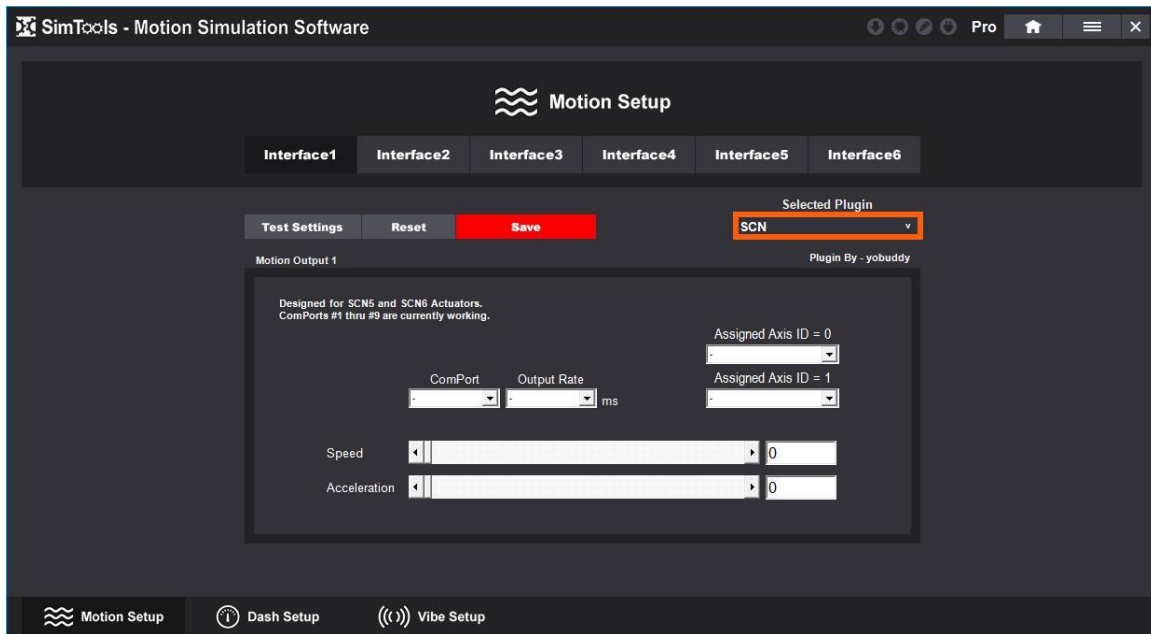 SimTools - Motion Simulation Software
Pro
Motion Setup
Interface1 Interface2 Interface3 Interface4 Interface5 Interface6
Selected Plugin
Test Settings Reset Save SCN
Motion Output 1 Plugin By - yobuddy
Designed for SCN5 and SCN6 Actuators.
ComPorts #1 thru #9 are currently working.
Assigned Axis ID = 0
-
ComPort Output Rate Assigned Axis ID = 1
- - ms -
Speed 0
Acceleration 0
Motion Setup Dash Setup Vibe Setup